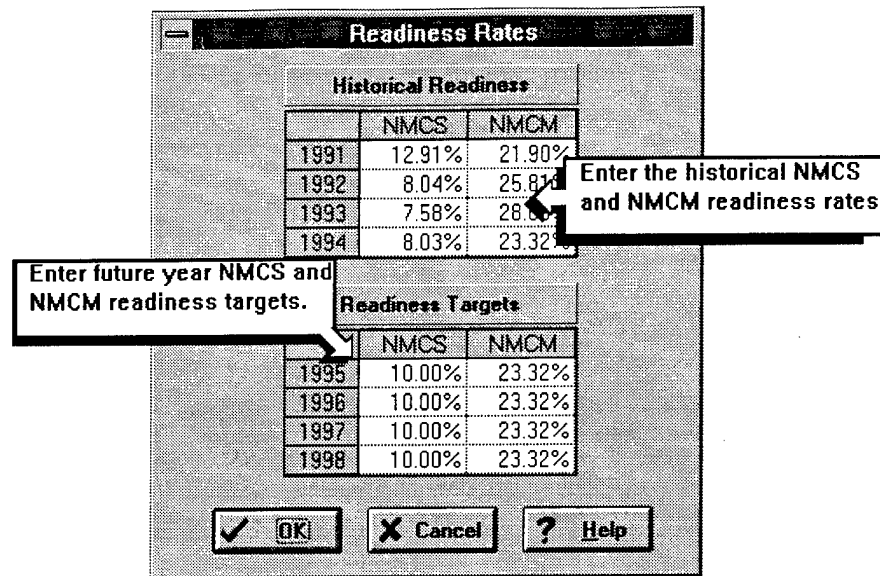 Readiness Rates
Historical Readiness
NMCS NMCM
1991 12.91% 21.90%
1992 8.04%
1993 7.58%
1994 8.03% 23.32%
Enter the historical NMCS
and NMCM readiness rates
Enter future year NMCS and
NMCM readiness targets.
Readiness Targets
NMCS NMCM
1995 10.00% 23.32%
1996 10.00% 23.32%
1997 10.00% 23.32%
1998 10.00% 23.32%
OK Cancel ? Help